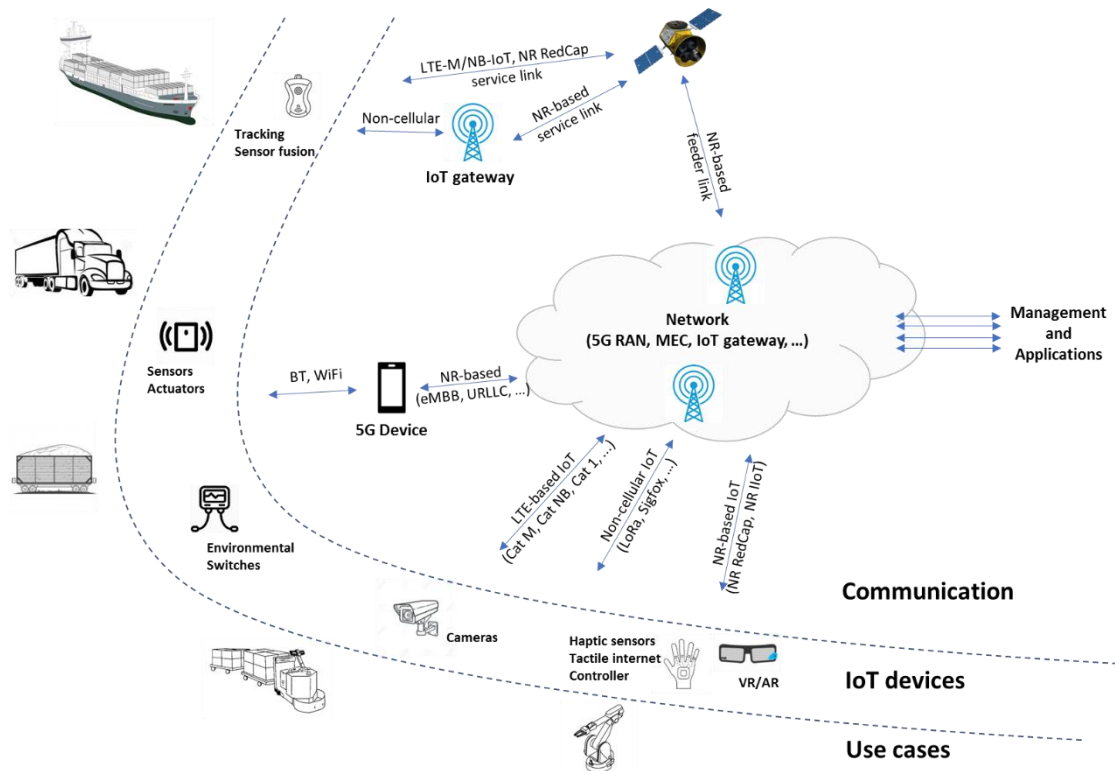 LTE-M/NB-IoT, NR RedCap
service link
Non-cellular
NR-based
service link
NR-based
feeder link
Tracking
Sensor fusion
IoT gateway
Network
(5G RAN, MEC, IoT gateway, ...)
Management
and
Applications
Sensors
Actuators
BT, WiFi
NR-based
(eMBB, URLLC, ...)
5G Device
LTE-based IoT
(Cat M, Cat NB, Cat 1, ...)
Non-cellular IoT
(LoRa, Sigfox, ...)
NR-based IoT
(NR RedCap, NR IIoT)
Environmental
Switches
Communication
Cameras
Haptic sensors
Tactile internet
Controller
VR/AR
IoT devices
Use cases